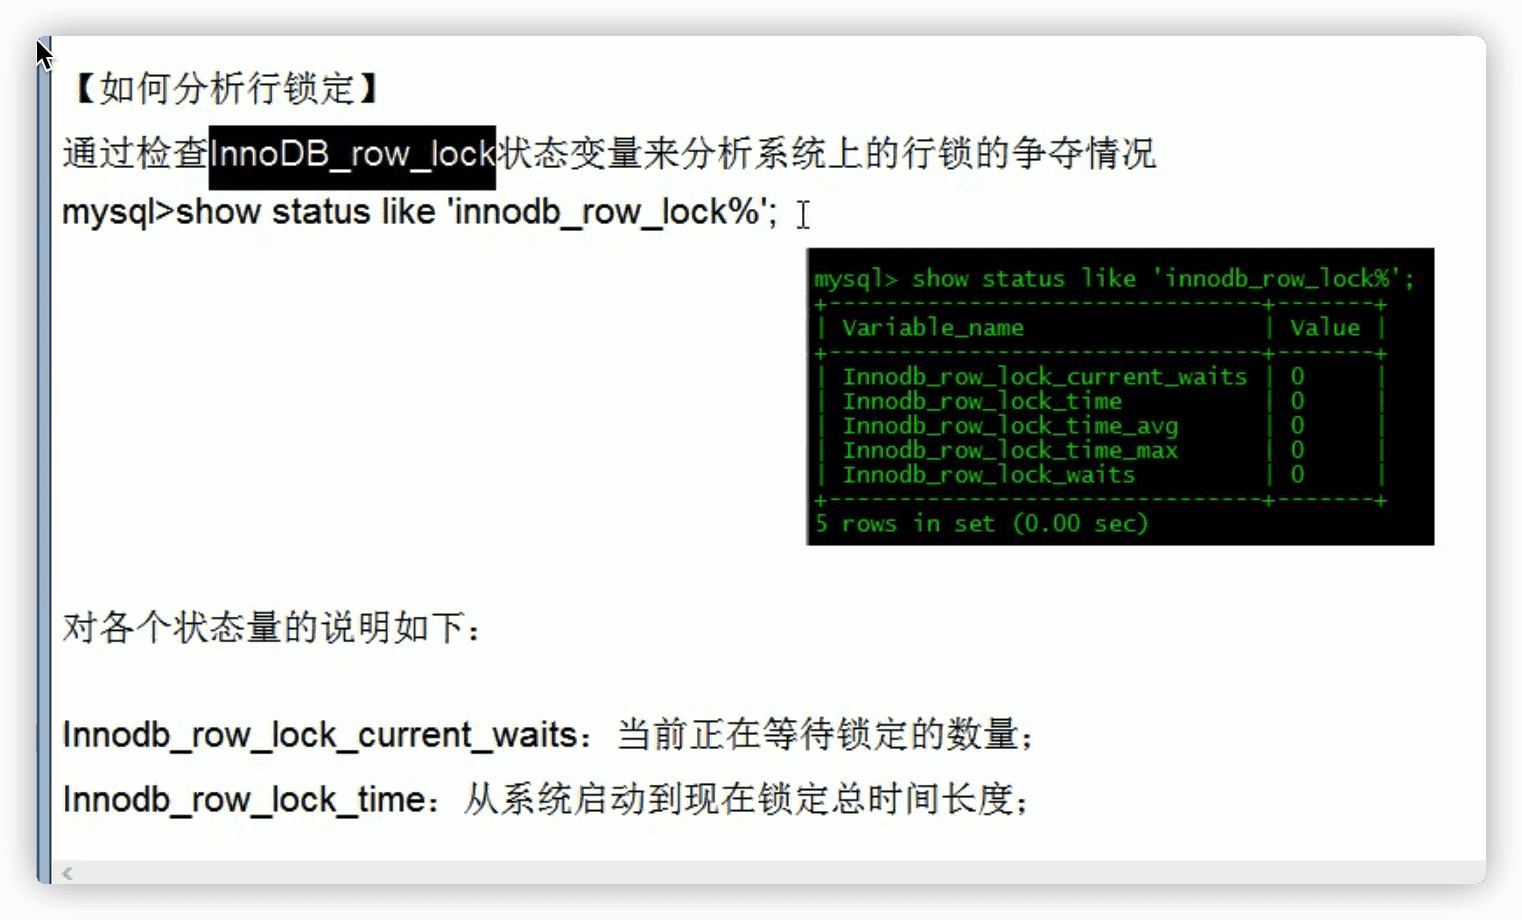 【如何分析行锁定】
通过检查InnoDB_row_lock状态变量来分析系统上的行锁的争夺情况
mysql>show status like 'innodb_row_lock%';
mysql> show status like 'innodb_row_lock%';
+-------------------------------+-------+
| Variable_name                 | Value |
+-------------------------------+-------+
| Innodb_row_lock_current_waits | 0     |
| Innodb_row_lock_time          | 0     |
| Innodb_row_lock_time_avg      | 0     |
| Innodb_row_lock_time_max      | 0     |
| Innodb_row_lock_waits         | 0     |
+-------------------------------+-------+
5 rows in set (0.00 sec)
对各个状态量的说明如下：
Innodb_row_lock_current_waits：当前正在等待锁定的数量；
Innodb_row_lock_time：从系统启动到现在锁定总时间长度；